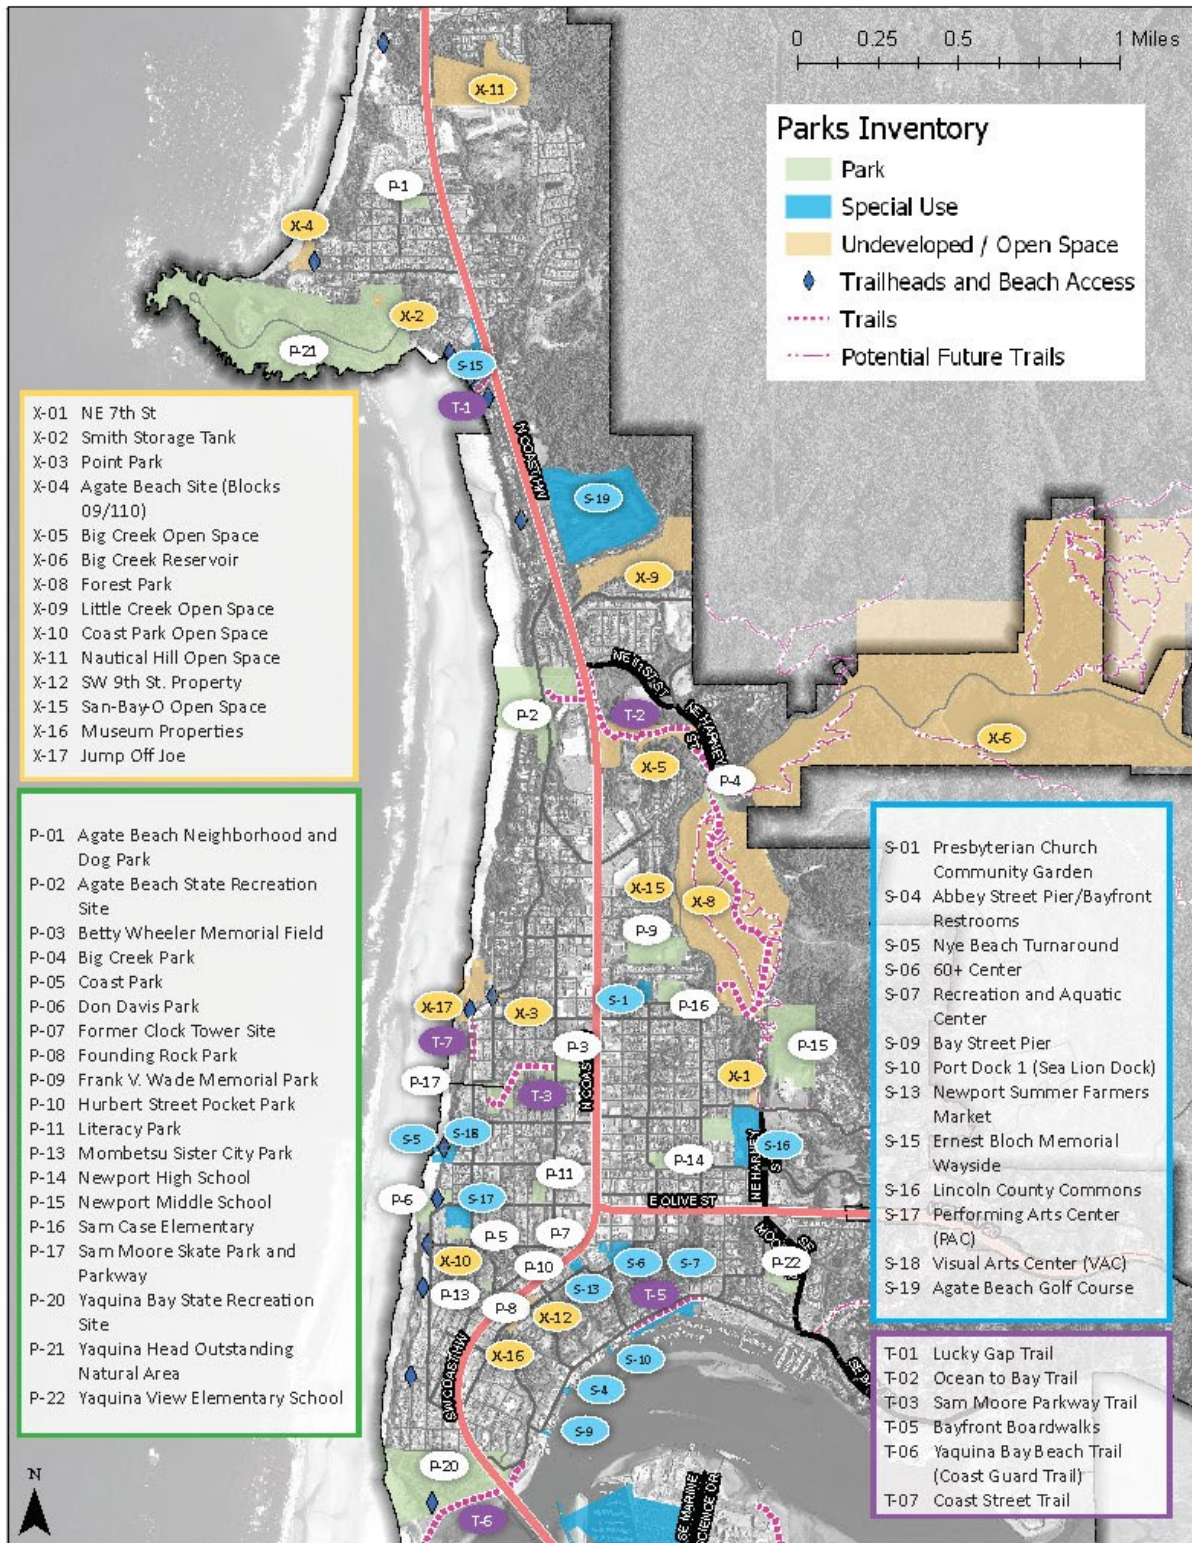 0 0.25 0.5 1 Miles
Parks Inventory
Park
Special Use
Undeveloped / Open Space
Trailheads and Beach Access
Trails
Potential Future Trails
X-11
P-1
X-4
X-2
P-21
S-15
T-1
N COAST HW
S-19
X-9
NE 31ST ST
P-2
T-2
NE HARNEY ST
X-6
X-5
P-4
X-15
X-8
P-9
X-17
X-3
S-1
P-16
T-7
P-3
P-15
P-17
T-3
N COAST
X-1
S-5
S-18
S-16
NE HARNEY S
P-11
P-14
P-6
S-17
E OLIVE ST
P-5
P-7
SE MOO
X-10
P-10
S-6
S-7
P-22
P-13
S-13
T-5
P-8
X-12
SW COAST HW
X-16
S-10
SE B
S-4
S-9
P-20
T-6
SE MARINE
SCIENCE DR
N
X-01 NE 7th St
X-02 Smith Storage Tank
X-03 Point Park
X-04 Agate Beach Site (Blocks
09/110)
X-05 Big Creek Open Space
X-06 Big Creek Reservoir
X-08 Forest Park
X-09 Little Creek Open Space
X-10 Coast Park Open Space
X-11 Nautical Hill Open Space
X-12 SW 9th St. Property
X-15 San-Bay-O Open Space
X-16 Museum Properties
X-17 Jump Off Joe
P-01 Agate Beach Neighborhood and
Dog Park
P-02 Agate Beach State Recreation
Site
P-03 Betty Wheeler Memorial Field
P-04 Big Creek Park
P-05 Coast Park
P-06 Don Davis Park
P-07 Former Clock Tower Site
P-08 Founding Rock Park
P-09 Frank V. Wade Memorial Park
P-10 Hurbert Street Pocket Park
P-11 Literacy Park
P-13 Mombetsu Sister City Park
P-14 Newport High School
P-15 Newport Middle School
P-16 Sam Case Elementary
P-17 Sam Moore Skate Park and
Parkway
P-20 Yaquina Bay State Recreation
Site
P-21 Yaquina Head Outstanding
Natural Area
P-22 Yaquina View Elementary School
S-01 Presbyterian Church
Community Garden
S-04 Abbey Street Pier/Bayfront
Restrooms
S-05 Nye Beach Turnaround
S-06 60+ Center
S-07 Recreation and Aquatic
Center
S-09 Bay Street Pier
S-10 Port Dock 1 (Sea Lion Dock)
S-13 Newport Summer Farmers
Market
S-15 Ernest Bloch Memorial
Wayside
S-16 Lincoln County Commons
S-17 Performing Arts Center
(PAC)
S-18 Visual Arts Center (VAC)
S-19 Agate Beach Golf Course
T-01 Lucky Gap Trail
T-02 Ocean to Bay Trail
T-03 Sam Moore Parkway Trail
T-05 Bayfront Boardwalks
T-06 Yaquina Bay Beach Trail
(Coast Guard Trail)
T-07 Coast Street Trail